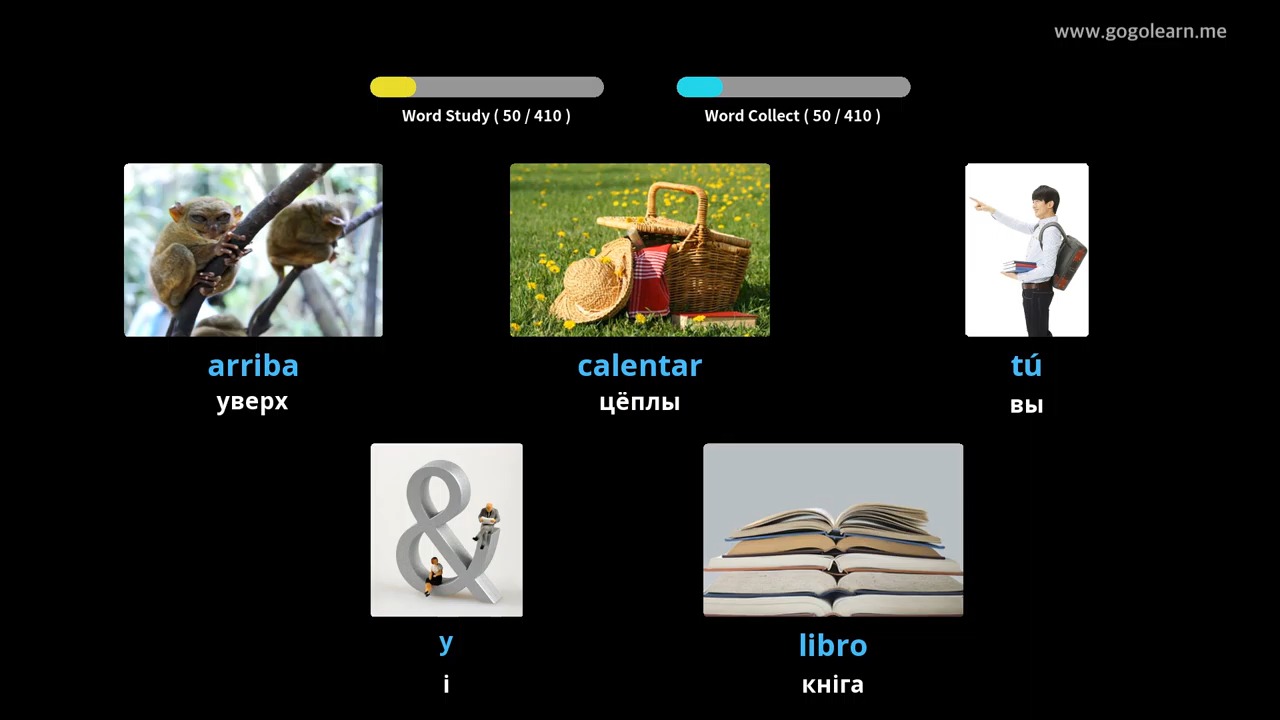 www.gogolearn.me
Word Study ( 50 / 410 )
Word Collect ( 50 / 410 )
arriba
уверх
calentar
цёплы
tú
вы
y
і
libro
кніга